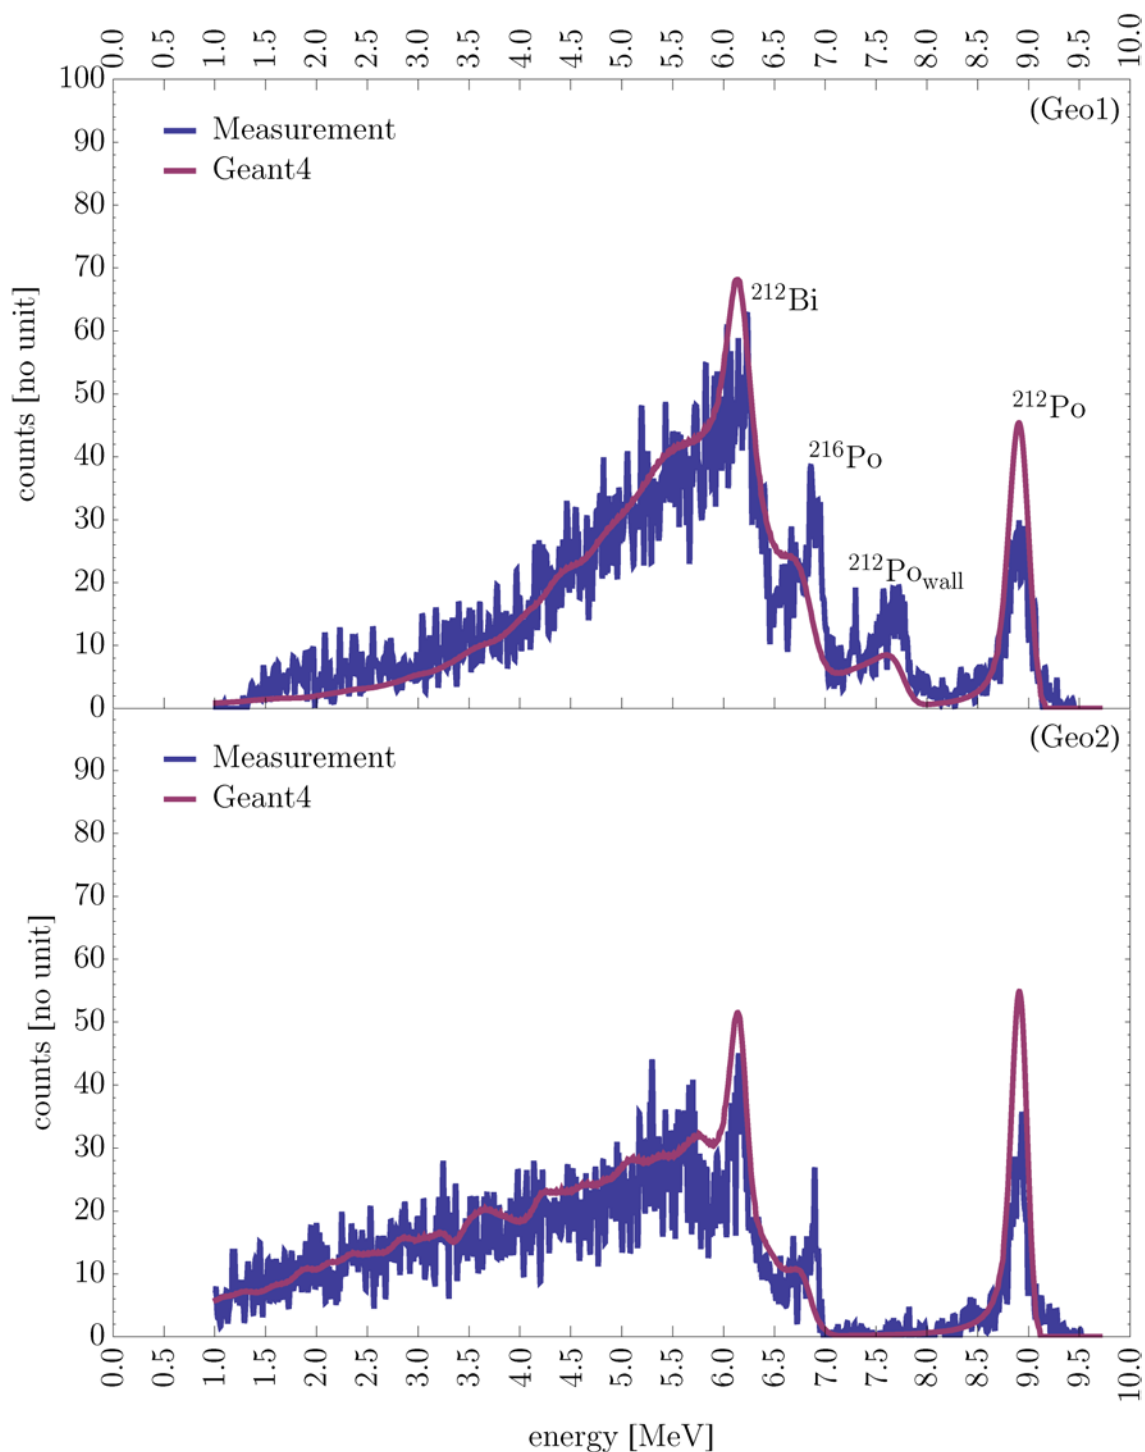 0.0 0.5 1.0 1.5 2.0 2.5 3.0 3.5 4.0 4.5 5.0 5.5 6.0 6.5 7.0 7.5 8.0 8.5 9.0 9.5 10.0
100
90
80
70
60
50
40
30
20
10
0
counts [no unit]
(Geo1)
Measurement
Geant4
²¹²Bi
²¹²Po
²¹⁶Po
²¹²Po_wall
(Geo2)
Measurement
Geant4
90
80
70
60
50
40
30
20
10
0
counts [no unit]
0.0 0.5 1.0 1.5 2.0 2.5 3.0 3.5 4.0 4.5 5.0 5.5 6.0 6.5 7.0 7.5 8.0 8.5 9.0 9.5 10.0
energy [MeV]